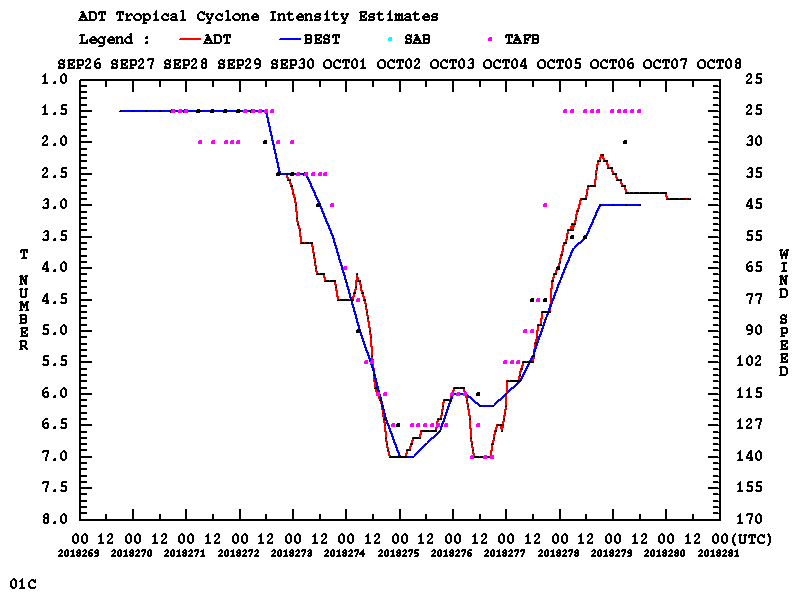 ADT Tropical Cyclone Intensity Estimates
Legend : ADT BEST SAB TAFB
SEP26 SEP27 SEP28 SEP29 SEP30 OCT01 OCT02 OCT03 OCT04 OCT05 OCT06 OCT07 OCT08
1.0 25
1.5 25
2.0 30
2.5 35
3.0 45
3.5 55
4.0 65
4.5 77
5.0 90
5.5 102
6.0 115
6.5 127
7.0 140
7.5 155
8.0 170
T NUMBER
WIND SPEED
00 12 00 12 00 12 00 12 00 12 00 12 00 12 00 12 00 12 00 12 00 12 00 12 00 (UTC)
2018269 2018270 2018271 2018272 2018273 2018274 2018275 2018276 2018277 2018278 2018279 2018280 2018281
01C